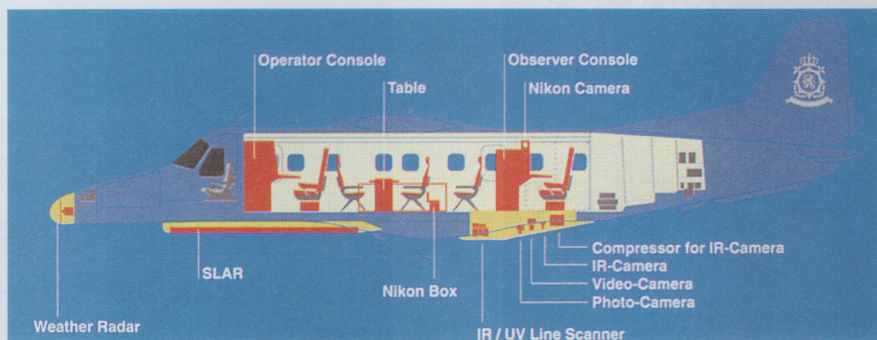 Operator Console
Observer Console
Table
Nikon Camera
Compressor for IR-Camera
IR-Camera
SLAR
Video-Camera
Nikon Box
Photo-Camera
Weather Radar
IR / UV Line Scanner